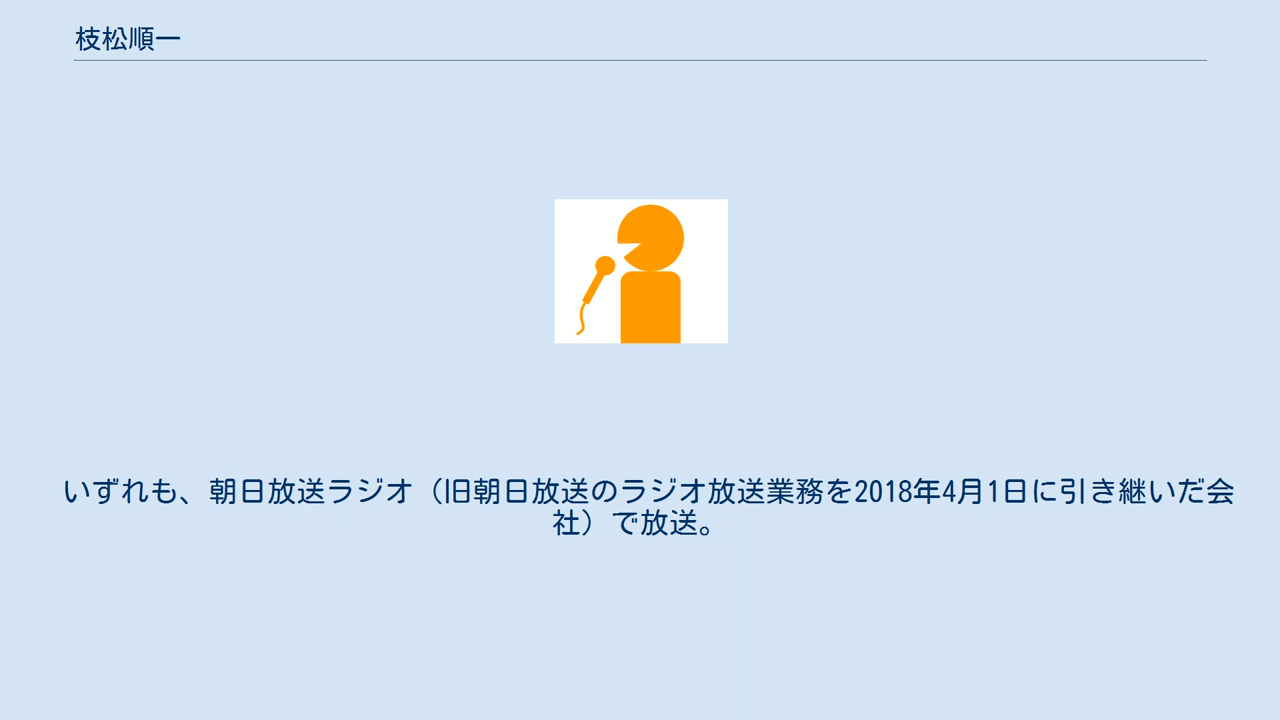 枝松順一
いずれも、朝日放送ラジオ（旧朝日放送のラジオ放送業務を2018年4月1日に引き継いだ会
社）で放送。